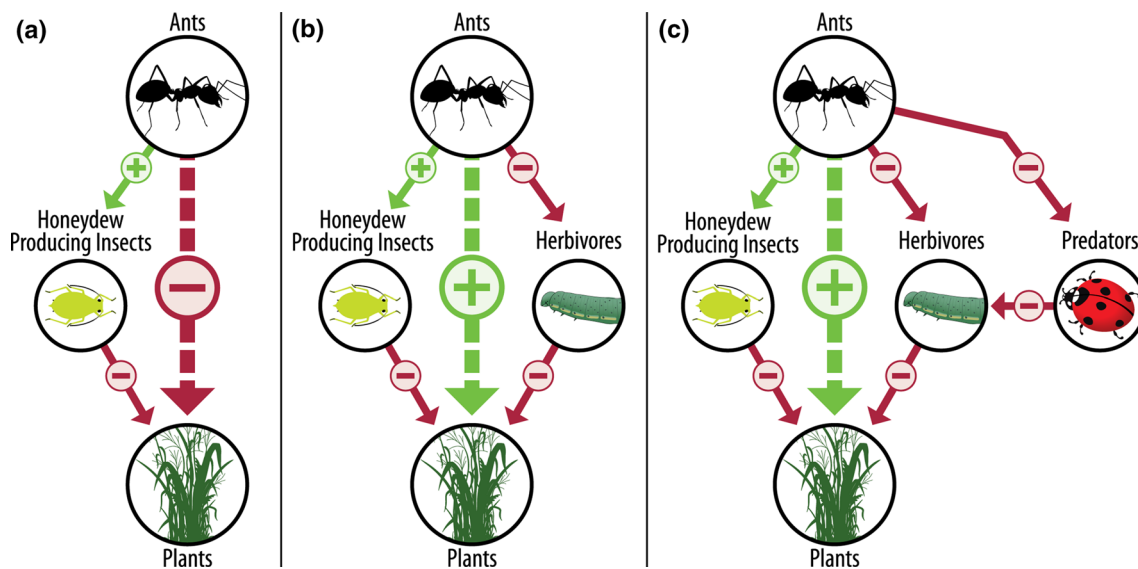 (a)
Ants
Honeydew
Producing Insects
Plants
(b)
Ants
Honeydew
Producing Insects
Herbivores
Plants
(c)
Ants
Honeydew
Producing Insects
Herbivores
Predators
Plants